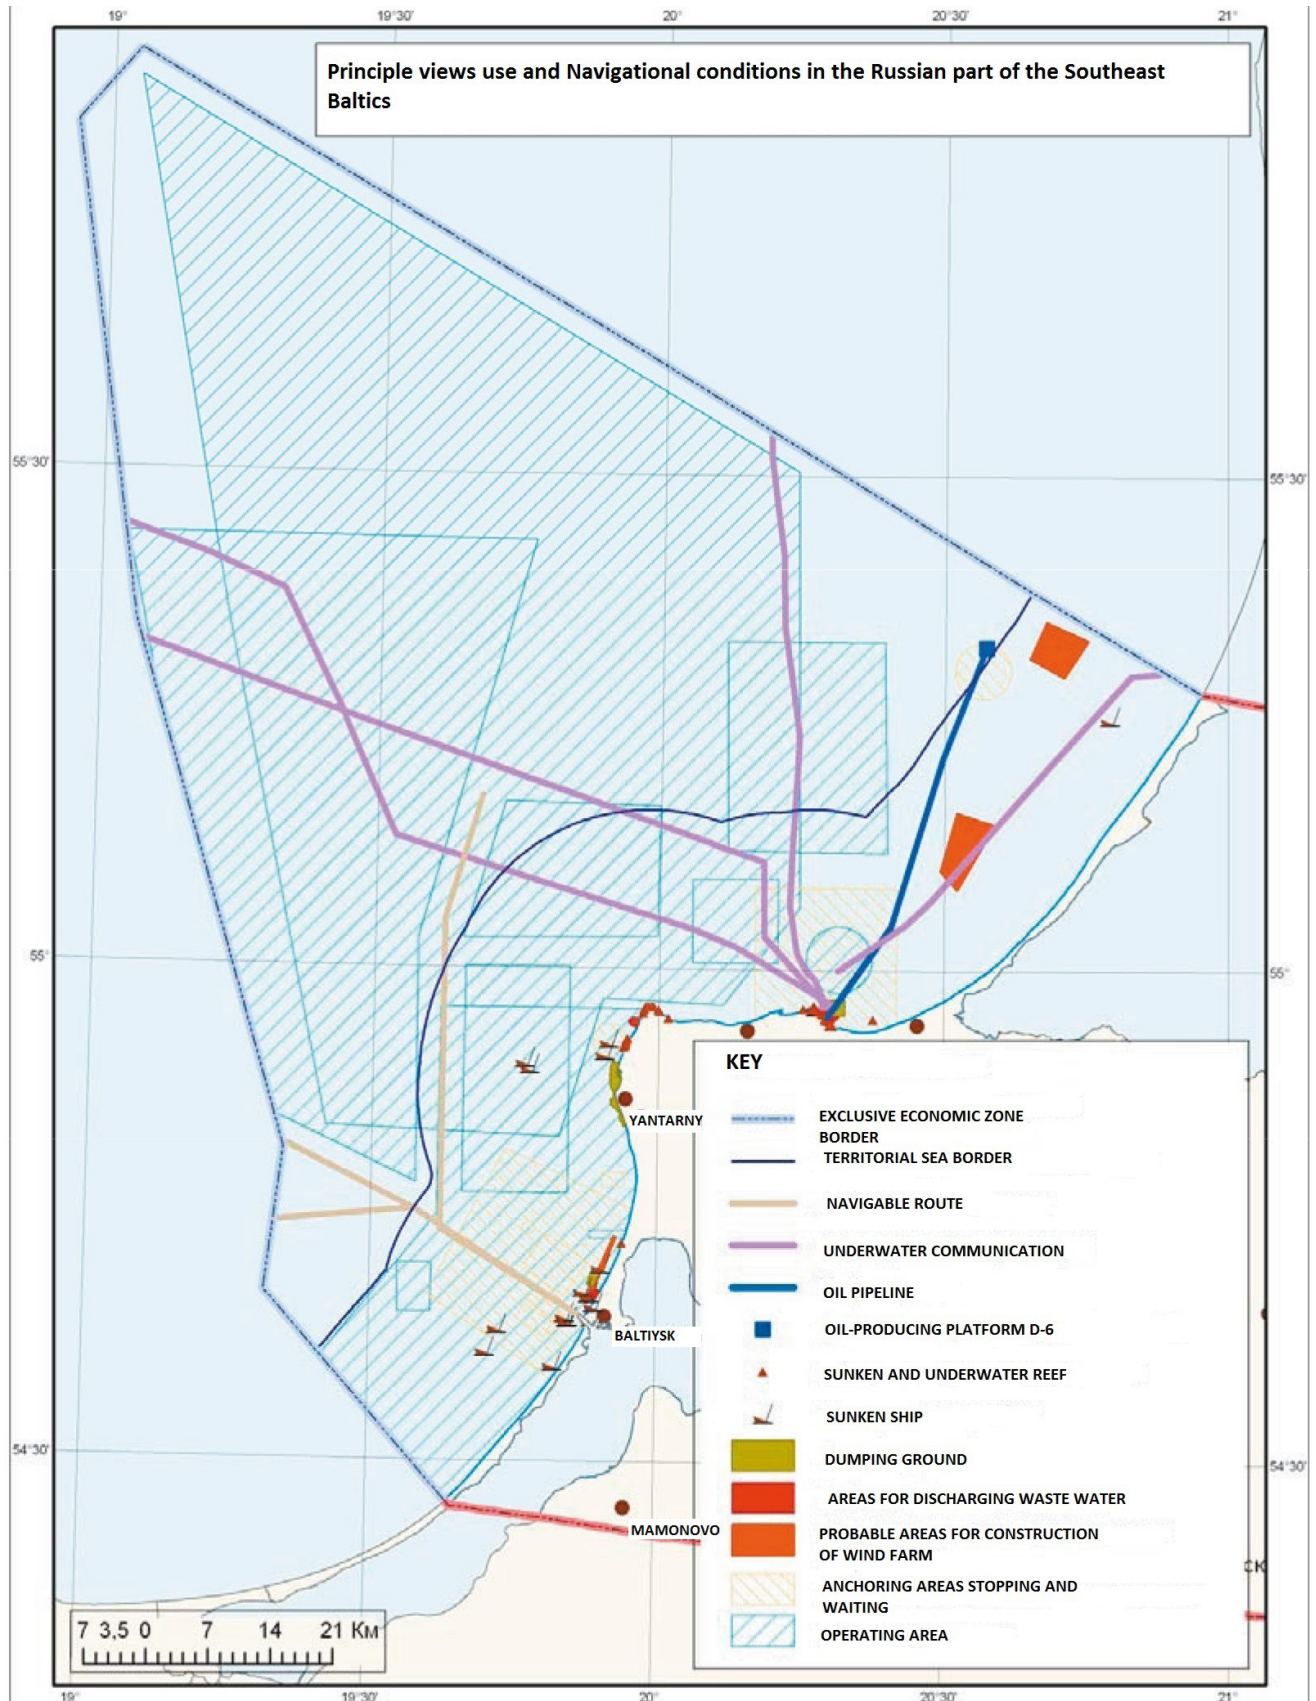 19°
19°30'
20°
20°30'
21°
Principle views use and Navigational conditions in the Russian part of the Southeast
Baltics
55°30'
55°30'
55°
55°
KEY
YANTARNY
EXCLUSIVE ECONOMIC ZONE
BORDER
TERRITORIAL SEA BORDER
NAVIGABLE ROUTE
UNDERWATER COMMUNICATION
OIL PIPELINE
OIL-PRODUCING PLATFORM D-6
BALTIYSK
SUNKEN AND UNDERWATER REEF
SUNKEN SHIP
54°30'
54°30'
DUMPING GROUND
AREAS FOR DISCHARGING WASTE WATER
MAMONOVO
PROBABLE AREAS FOR CONSTRUCTION
OF WIND FARM
ANCHORING AREAS STOPPING AND
WAITING
OPERATING AREA
7 3,5 0 7 14 21 Км
19°
19°30'
20°
20°30'
21°